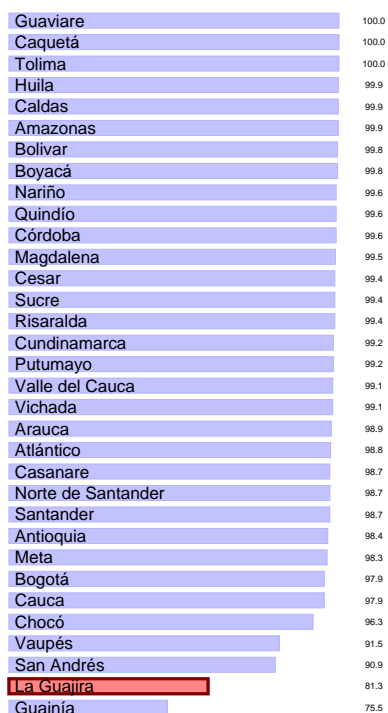 Guaviare 100.0
Caquetá 100.0
Tolima 100.0
Huila 99.9
Caldas 99.9
Amazonas 99.9
Bolivar 99.8
Boyacá 99.8
Nariño 99.6
Quindío 99.6
Córdoba 99.6
Magdalena 99.5
Cesar 99.4
Sucre 99.4
Risaralda 99.4
Cundinamarca 99.2
Putumayo 99.2
Valle del Cauca 99.1
Vichada 99.1
Arauca 98.9
Atlántico 98.8
Casanare 98.7
Norte de Santander 98.7
Santander 98.7
Antioquia 98.4
Meta 98.3
Bogotá 97.9
Cauca 97.9
Chocó 96.3
Vaupés 91.5
San Andrés 90.9
La Guajira 81.3
Guainía 75.5